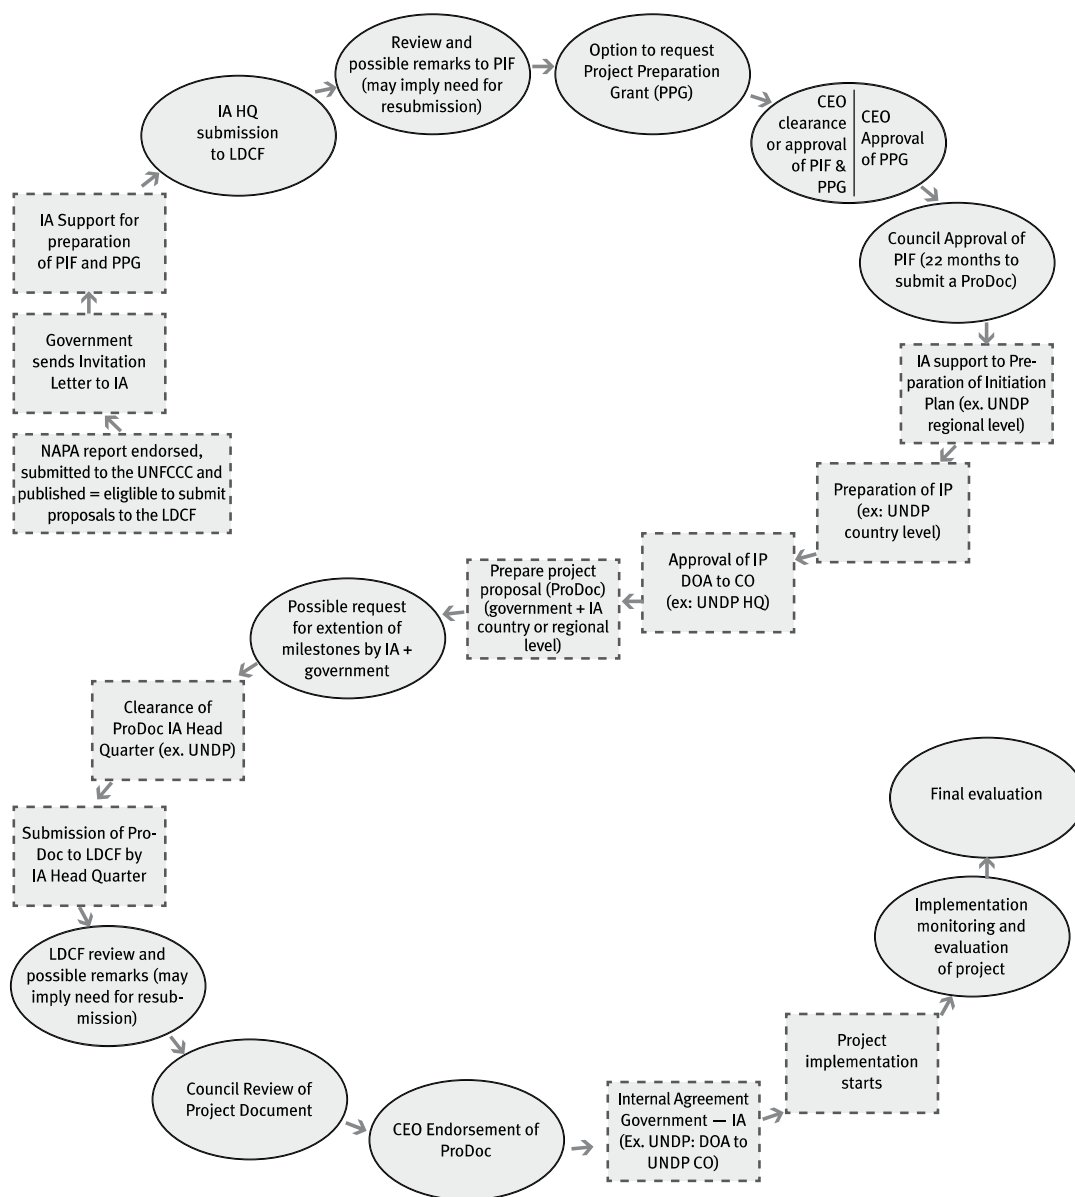 NAPA report endorsed,
submitted to the UNFCCC and
published = eligible to submit
proposals to the LDCF
Government
sends Invitation
Letter to IA
IA Support for
preparation
of PIF and PPG
IA HQ
submission
to LDCF
Review and
possible remarks to PIF
(may imply need for
resubmission)
Option to request
Project Preparation
Grant (PPG)
CEO
clearance
or approval
of PIF &
PPG
CEO
Approval
of PPG
Council Approval of
PIF (22 months to
submit a ProDoc)
IA support to Pre-
paration of Initiation
Plan (ex. UNDP
regional level)
Preparation of IP
(ex: UNDP
country level)
Approval of IP
DOA to CO
(ex: UNDP HQ)
Prepare project
proposal (ProDoc)
(government + IA
country or regional
level)
Possible request
for extention of
milestones by IA +
government
Clearance of
ProDoc IA Head
Quarter (ex. UNDP)
Submission of Pro-
Doc to LDCF by
IA Head Quarter
LDCF review and
possible remarks (may
imply need for resub-
mission)
Council Review of
Project Document
CEO Endorsement of
ProDoc
Internal Agreement
Government — IA
(Ex. UNDP: DOA to
UNDP CO)
Project
implementation
starts
Implementation
monitoring and
evaluation
of project
Final evaluation